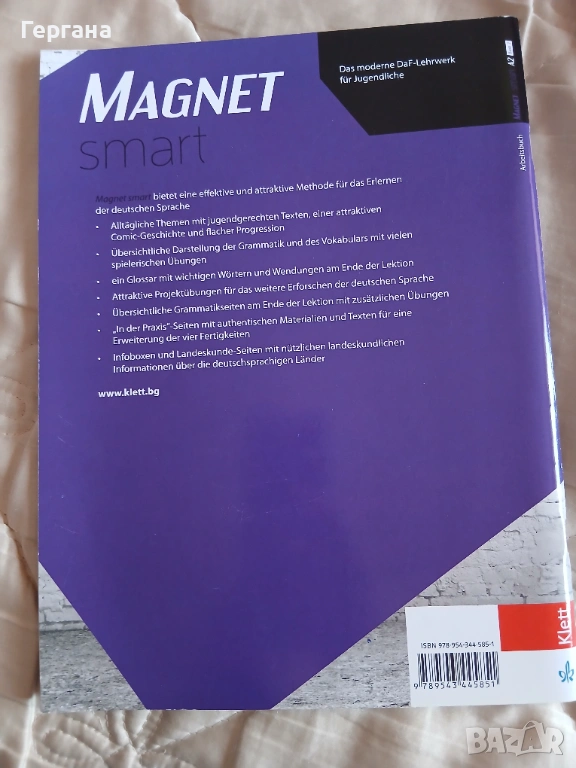 Гергана
MAGNET
smart
Das moderne DaF-Lehrwerk
für Jugendliche
Magnet smart bietet eine effektive und attraktive Methode für das Erlernen
der deutschen Sprache
• Alltägliche Themen mit jugendgerechten Texten, einer attraktiven
Comic-Geschichte und flacher Progression
• Übersichtliche Darstellung der Grammatik und des Vokabulars mit vielen
spielerischen Übungen
• ein Glossar mit wichtigen Wörtern und Wendungen am Ende der Lektion
• Attraktive Projektübungen für das weitere Erforschen der deutschen Sprache
• Übersichtliche Grammatikseiten am Ende der Lektion mit zusätzlichen Übungen
• „In der Praxis“-Seiten mit authentischen Materialien und Texten für eine
Erweiterung der vier Fertigkeiten
• Infoboxen und Landeskunde-Seiten mit nützlichen landeskundlichen
Informationen über die deutschsprachigen Länder
www.klett.bg
Arbeitsbuch
MAGNET
A2
ISBN 978-954-344-585-1
9 789543 445851
Klett
BAZAR